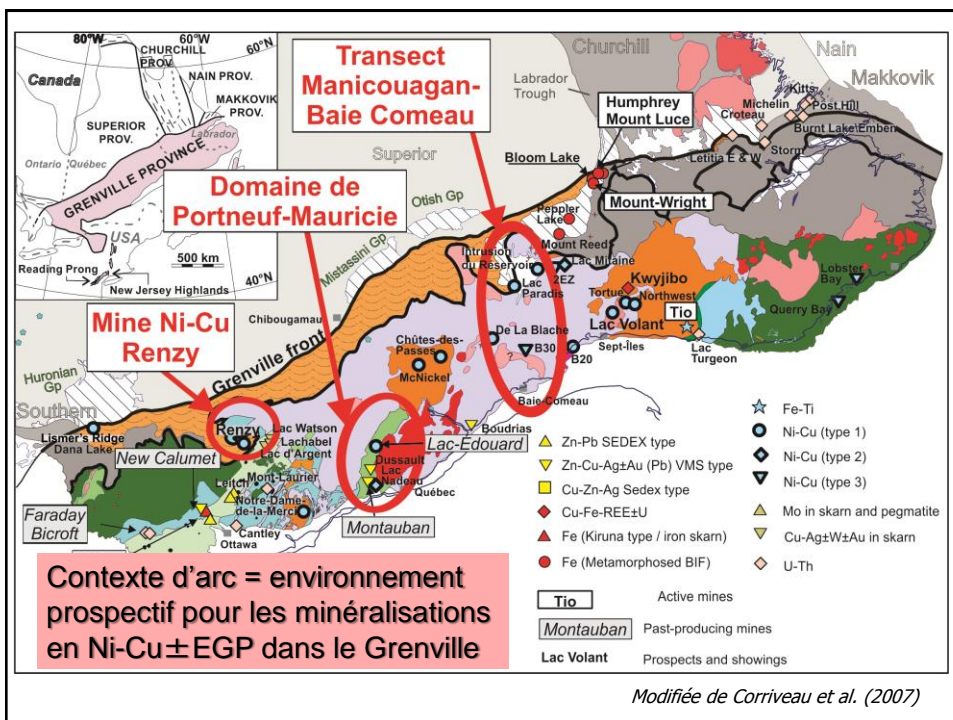 80°W
60°W
60°N
CHURCHILL
PROV.
Canada
NAIN PROV.
MAKKOVIK
PROV.
SUPERIOR
PROV.
Labrador
Ontario
Québec
GRENVILLE PROVINCE
USA
500 km
40°N
Reading Prong
New Jersey Highlands
Transect
Manicouagan-
Baie Comeau
Domaine de
Portneuf-Mauricie
Mine Ni-Cu
Renzy
Churchill
Nain
Makkovik
Labrador
Trough
Superior
Southern
Humphrey
Mount Luce
Bloom Lake
Mount-Wright
Kitts
Michelin
Post Hill
Croteau
Burnt Lake
Emben
Storm
Letitia E & W
Otish Gp
Mistassini Gp
Peppler
Lake
Mount Reed
Intrusion
du Réservoir
Lac Mitaine
2EZ
Lac
Paradis
Kwyjibo
Tortue
Northwest
Lac Volant
Tio
Lobster
Bay
Querry Bay
Lac
Turgeon
Sept-Îles
De La Blache
B30
B20
?
Baie-Comeau
Chibougamau
Grenville front
Chûtes-des-
Passes
McNickel
Huronian
Gp
Lismer's Ridge
Dana Lake
Renzy
Lac Watson
Lachabel
Lac d'Argent
New Calumet
Mont-Laurier
Leitch
Notre-Dame-
de-la-Merci
Faraday
Bicroft
Cantley
Ottawa
Boudrias
Lac-Édouard
Dussault
Lac
Nadeau
Québec
Montauban
Zn-Pb SEDEX type
Zn-Cu-Ag±Au (Pb) VMS type
Cu-Zn-Ag Sedex type
Cu-Fe-REE±U
Fe (Kiruna type / iron skarn)
Fe (Metamorphosed BIF)
Fe-Ti
Ni-Cu (type 1)
Ni-Cu (type 2)
Ni-Cu (type 3)
Mo in skarn and pegmatite
Cu-Ag±W±Au in skarn
U-Th
Tio Active mines
Montauban Past-producing mines
Lac Volant Prospects and showings
Contexte d'arc = environnement
prospectif pour les minéralisations
en Ni-Cu±EGP dans le Grenville
Modifiée de Corriveau et al. (2007)